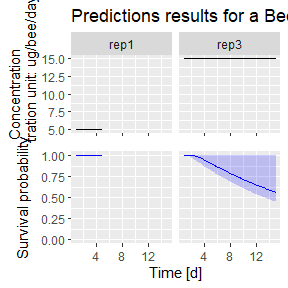 Predictions results for a Bee
rep1 rep3
Concentration
tration unit: ug/bee/day
15.0
12.5
10.0
7.5
5.0
Survival probability
1.00
0.75
0.50
0.25
0.00
4 8 12 4 8 12
Time [d]